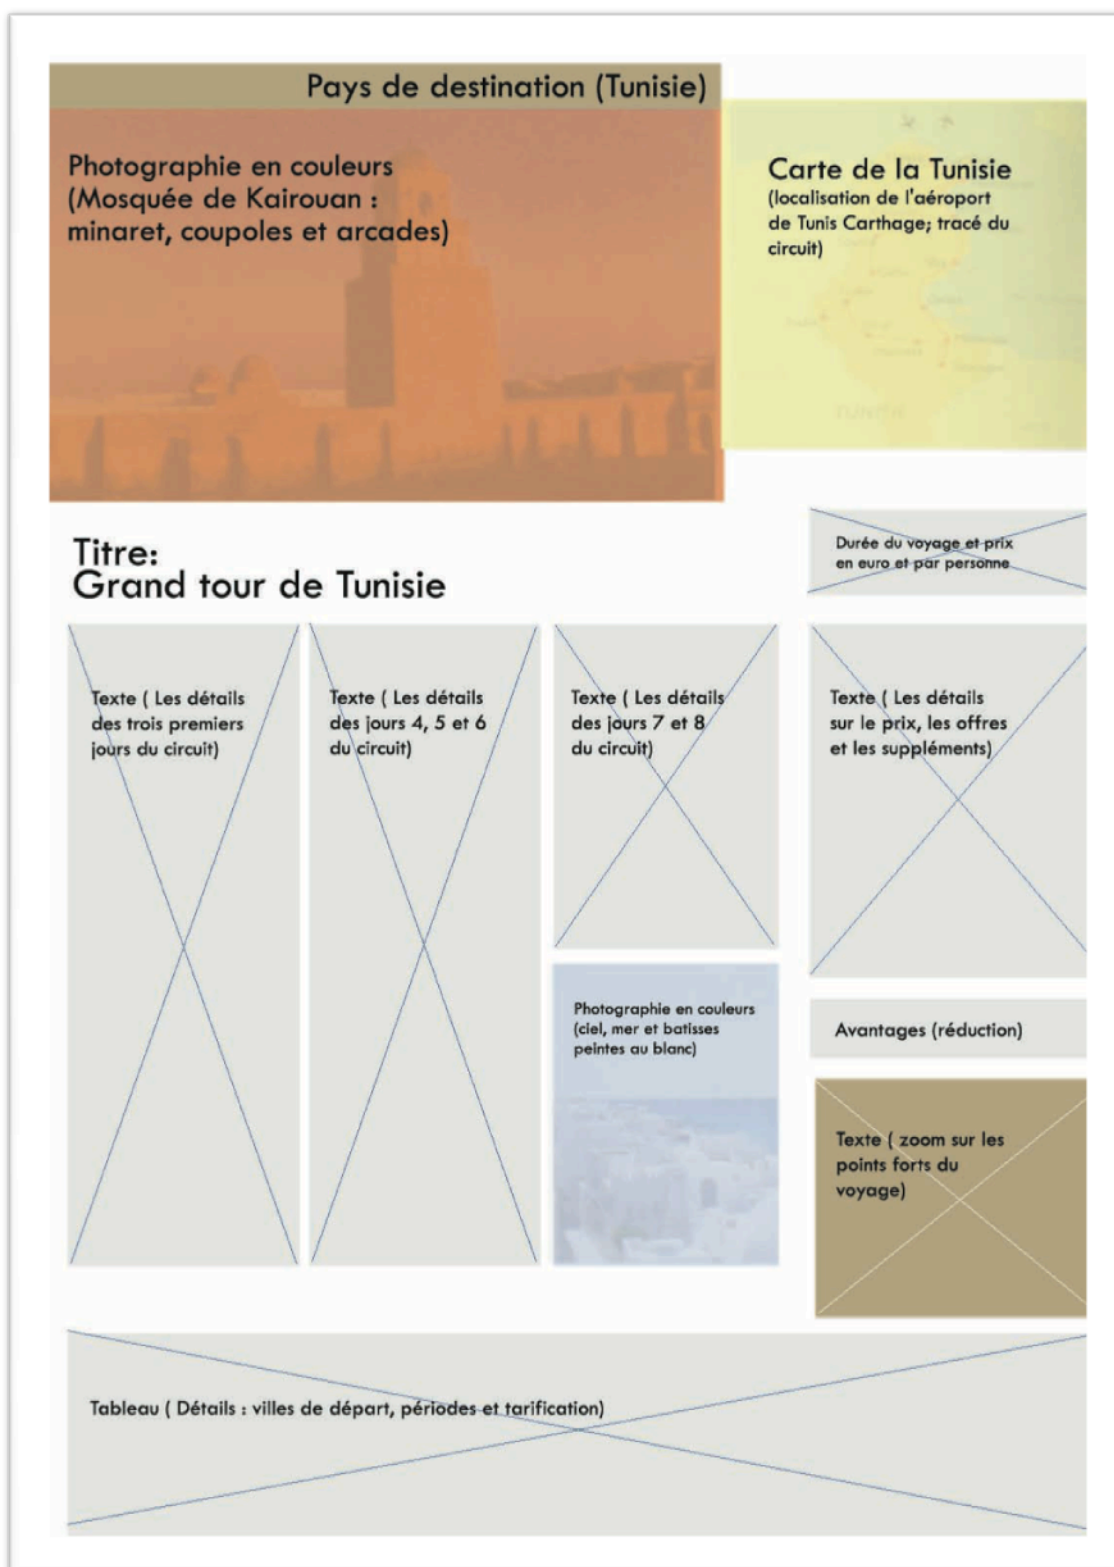 Pays de destination (Tunisie)
Photographie en couleurs
(Mosquée de Kairouan :
minaret, coupoles et arcades)
Carte de la Tunisie
(localisation de l'aéroport
de Tunis Carthage; tracé du
circuit)
TUNISIE
Titre:
Grand tour de Tunisie
Durée du voyage et prix
en euro et par personne
Texte ( Les détails
des trois premiers
jours du circuit)
Texte ( Les détails
des jours 4, 5 et 6
du circuit)
Texte ( Les détails
des jours 7 et 8
du circuit)
Texte ( Les détails
sur le prix, les offres
et les suppléments)
Photographie en couleurs
(ciel, mer et batisses
peintes au blanc)
Avantages (réduction)
Texte ( zoom sur les
points forts du
voyage)
Tableau ( Détails : villes de départ, périodes et tarification)